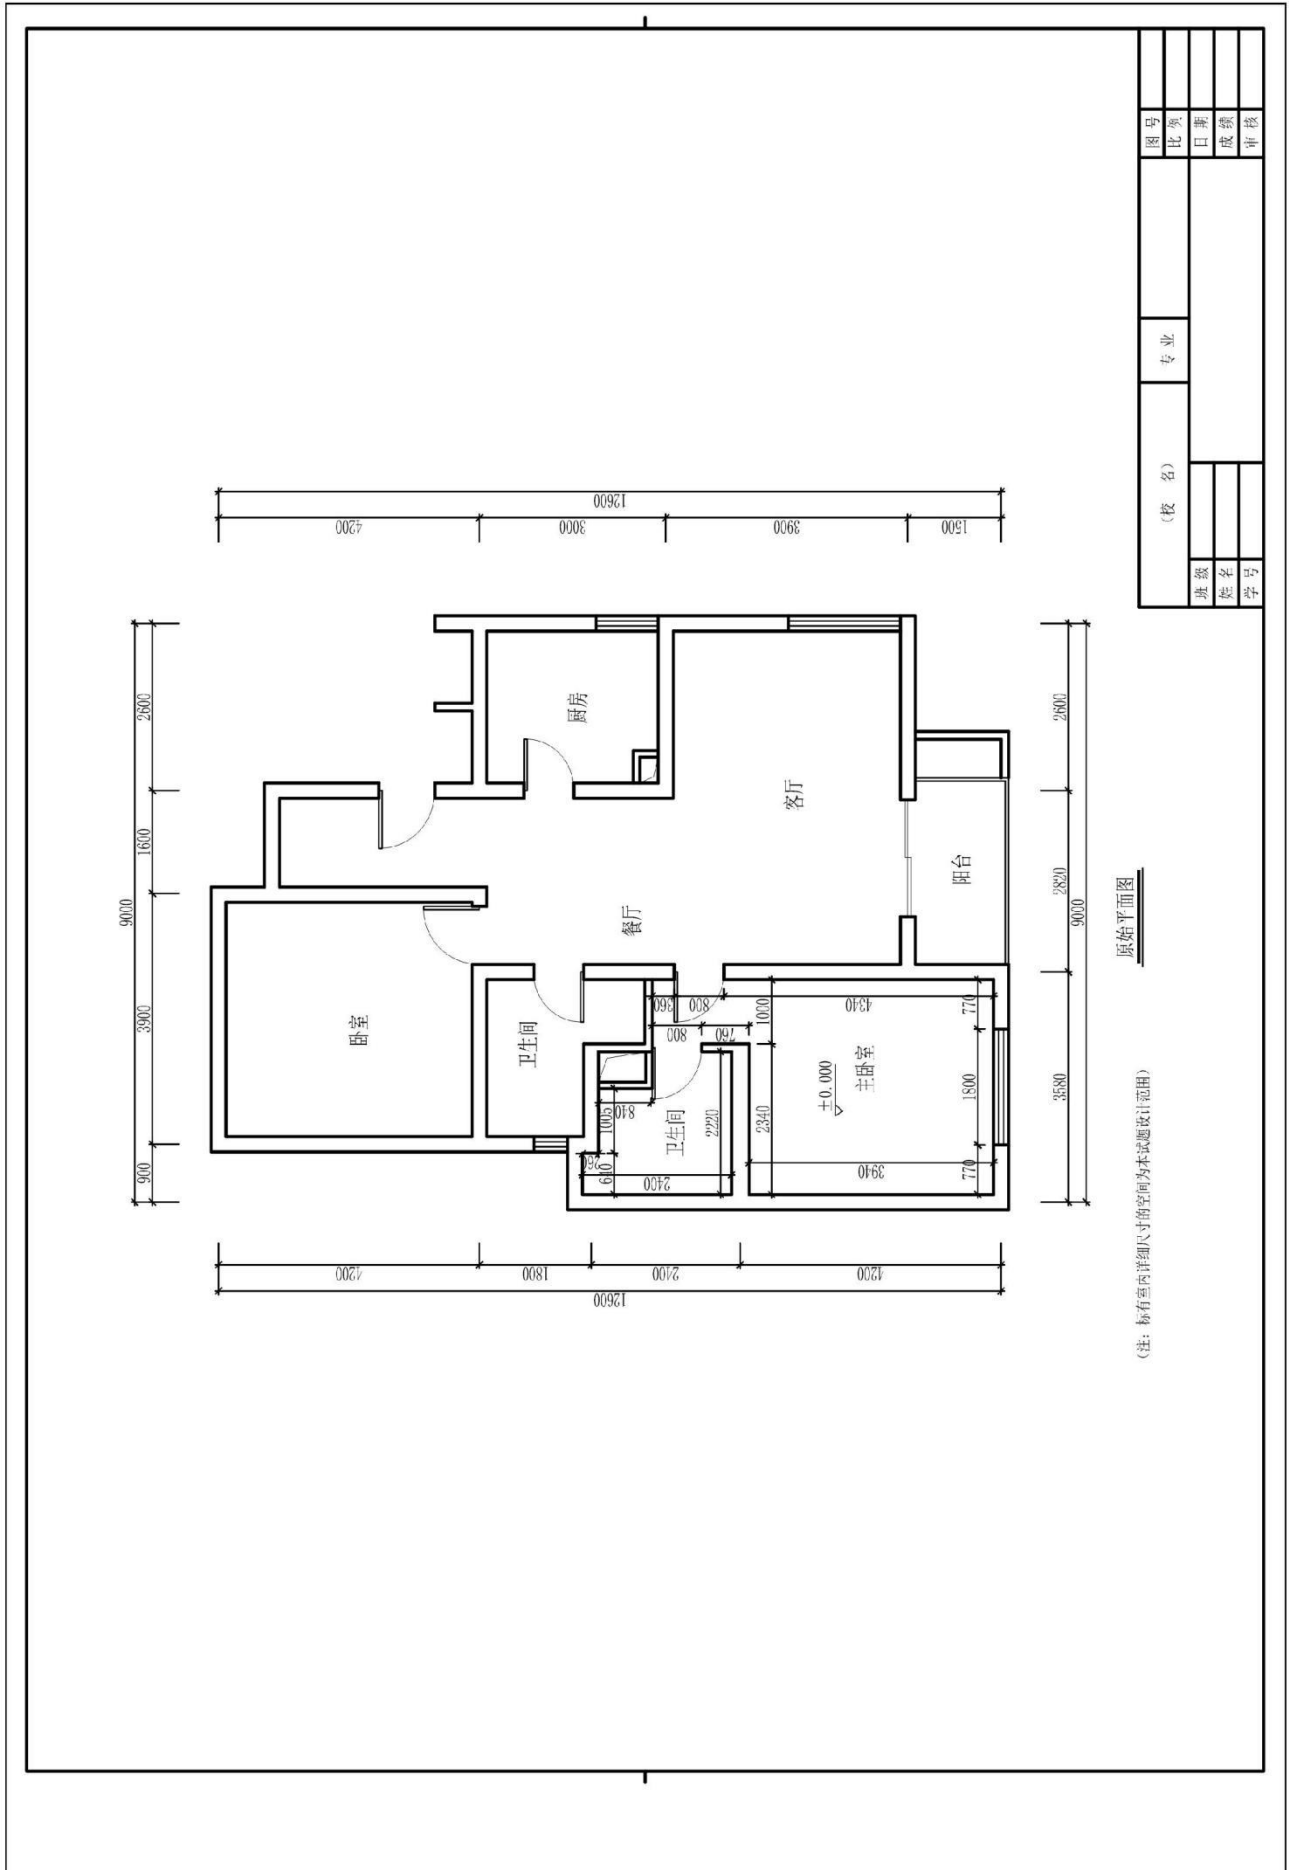 9000
900
3900
1600
2600
12600
4200
1800
2400
4200
12600
4200
3000
3900
1500
卧室
卫生间
餐厅
厨房
客厅
阳台
卫生间
主卧室
±0.000
360
800
4340
1000
800
760
770
1800
770
1005
840
260
640
2220
2400
2340
3940
3580
2820
2600
9000
原始平面图
(注：标有室内详细尺寸的空间为本试题设计范围)
(校 名)
专业
图号
比例
班级
日期
姓名
成绩
学号
审核